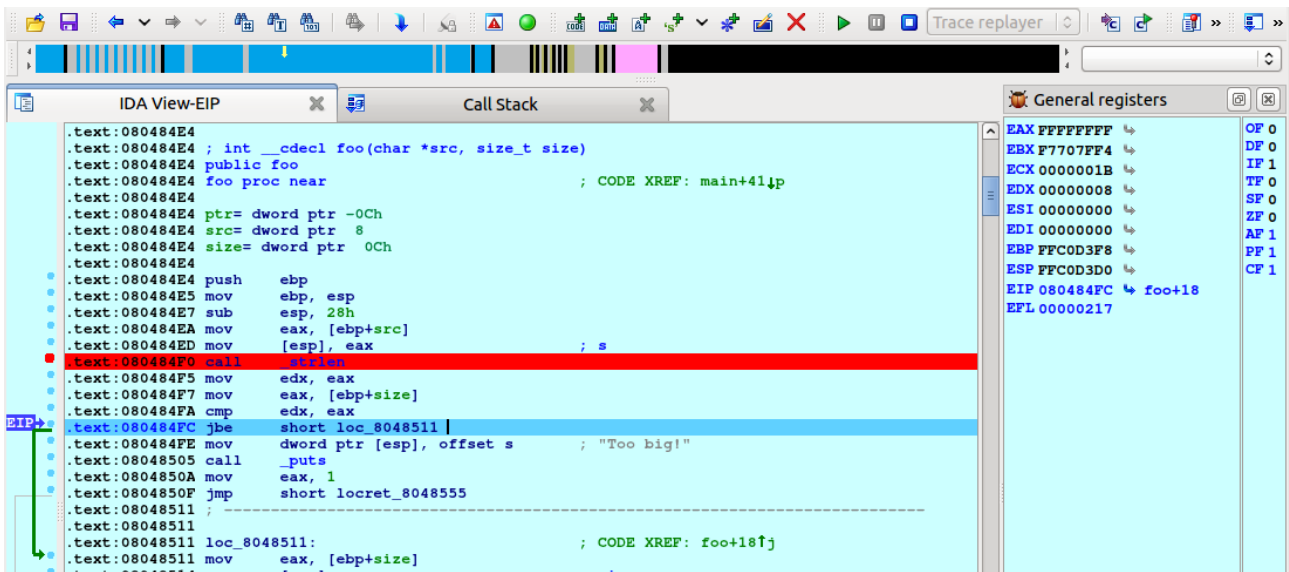 Trace replayer
IDA View-EIP
Call Stack
General registers
.text:080484E4
.text:080484E4 ; int __cdecl foo(char *src, size_t size)
.text:080484E4 public foo
.text:080484E4 foo proc near ; CODE XREF: main+41↓p
.text:080484E4
.text:080484E4 ptr= dword ptr -0Ch
.text:080484E4 src= dword ptr 8
.text:080484E4 size= dword ptr 0Ch
.text:080484E4
.text:080484E4 push ebp
.text:080484E5 mov ebp, esp
.text:080484E7 sub esp, 28h
.text:080484EA mov eax, [ebp+src]
.text:080484ED mov [esp], eax ; s
.text:080484F0 call _strlen
.text:080484F5 mov edx, eax
.text:080484F7 mov eax, [ebp+size]
.text:080484FA cmp edx, eax
EIP .text:080484FC jbe short loc_8048511
.text:080484FE mov dword ptr [esp], offset s ; "Too big!"
.text:08048505 call _puts
.text:0804850A mov eax, 1
.text:0804850F jmp short locret_8048555
.text:08048511 ; ---------------------------------------------------------------------------
.text:08048511
.text:08048511 loc_8048511: ; CODE XREF: foo+18↑j
.text:08048511 mov eax, [ebp+size]
EAX FFFFFFFF
EBX F7707FF4
ECX 0000001B
EDX 00000008
ESI 00000000
EDI 00000000
EBP FFC0D3F8
ESP FFC0D3D0
EIP 080484FC foo+18
EFL 00000217
OF 0
DF 0
IF 1
TF 0
SF 0
ZF 0
AF 1
PF 1
CF 1